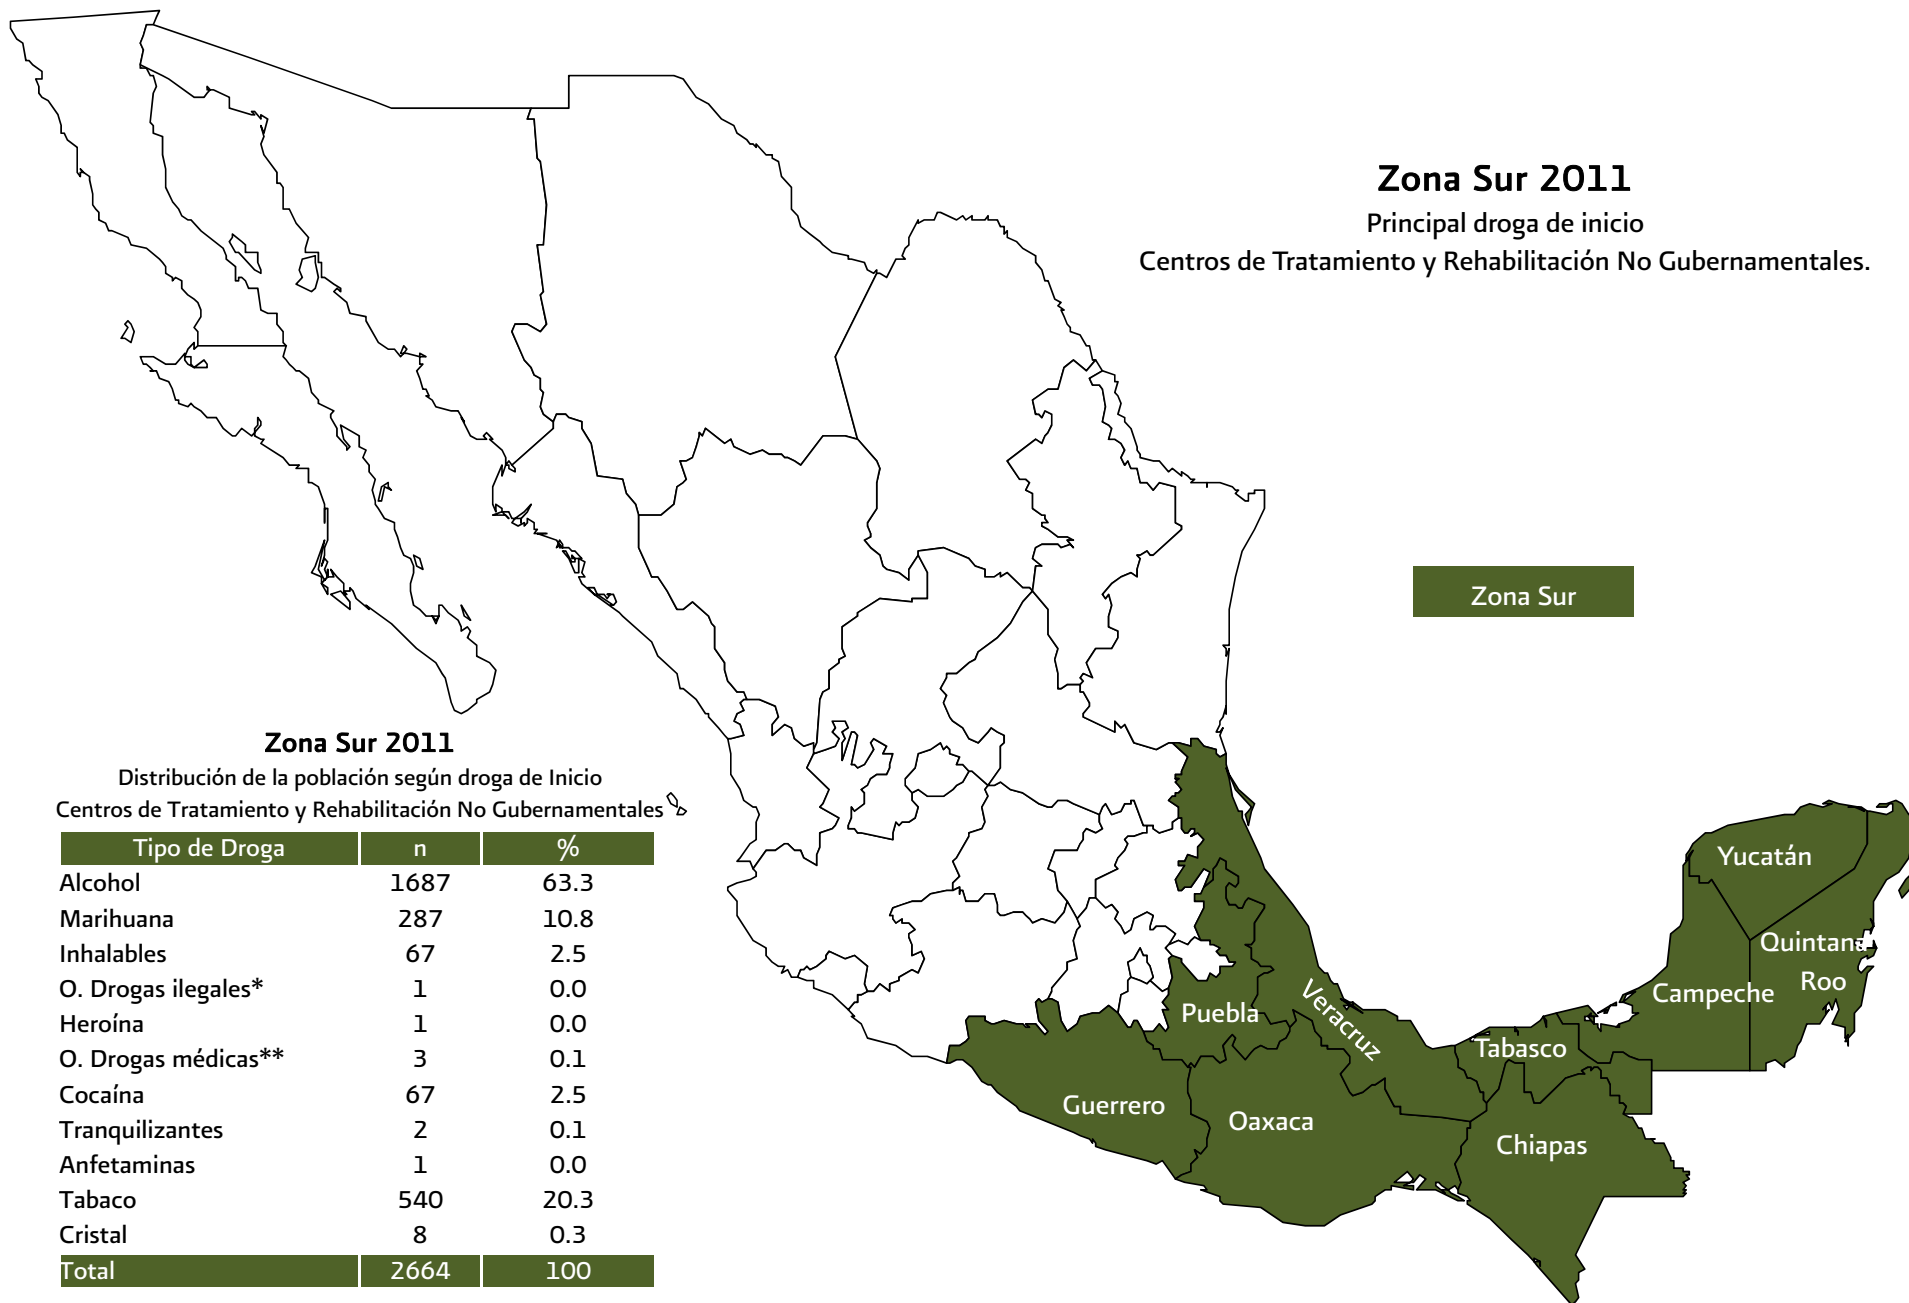 Zona Sur 2011
Principal droga de inicio
Centros de Tratamiento y Rehabilitación No Gubernamentales.
Zona Sur
Zona Sur 2011
Distribución de la población según droga de Inicio
Centros de Tratamiento y Rehabilitación No Gubernamentales
Tipo de Droga n %
Alcohol 1687 63.3
Marihuana 287 10.8
Inhalables 67 2.5
O. Drogas ilegales* 1 0.0
Heroína 1 0.0
O. Drogas médicas** 3 0.1
Cocaína 67 2.5
Tranquilizantes 2 0.1
Anfetaminas 1 0.0
Tabaco 540 20.3
Cristal 8 0.3
Total 2664 100
Yucatán
Quintana
Roo
Campeche
Puebla
Veracruz
Tabasco
Guerrero
Oaxaca
Chiapas